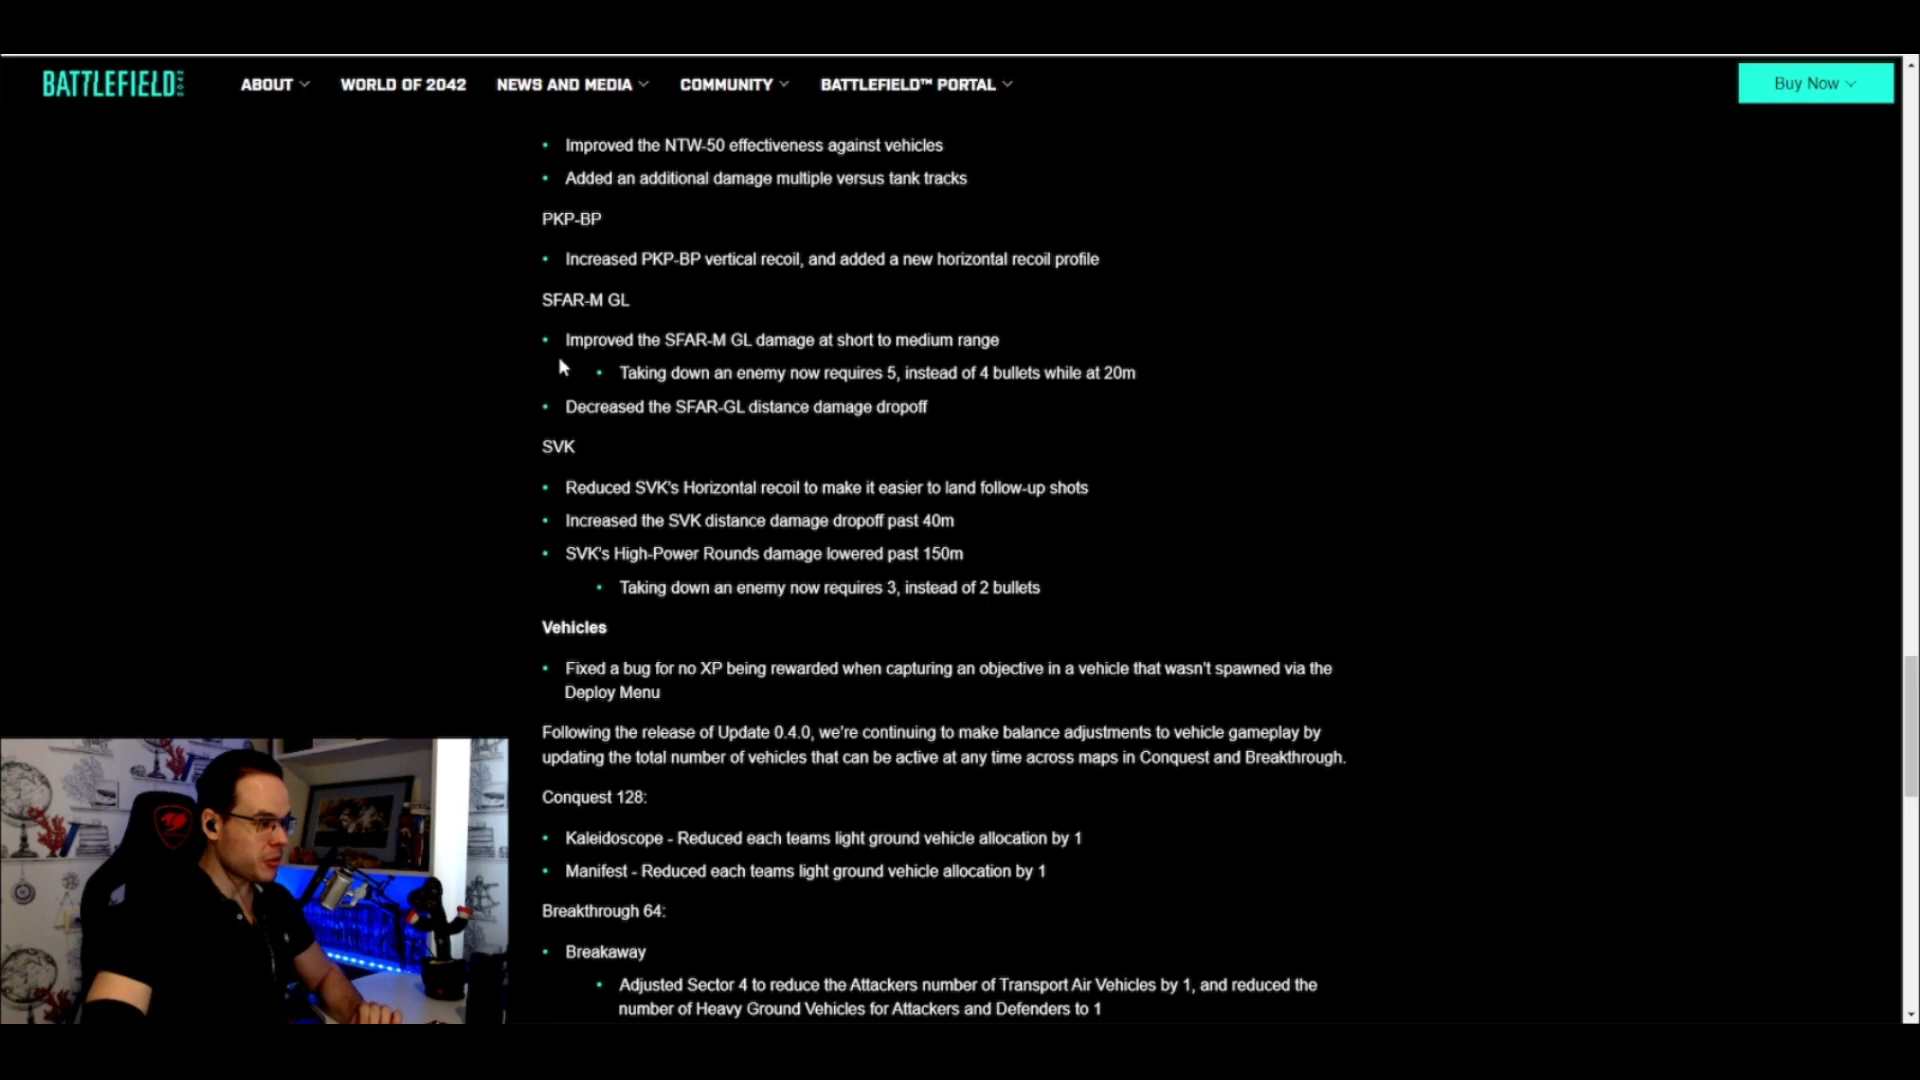 BATTLEFIELD 2042
ABOUT
WORLD OF 2042
NEWS AND MEDIA
COMMUNITY
BATTLEFIELD™ PORTAL
Buy Now
• Improved the NTW-50 effectiveness against vehicles
• Added an additional damage multiple versus tank tracks
PKP-BP
• Increased PKP-BP vertical recoil, and added a new horizontal recoil profile
SFAR-M GL
• Improved the SFAR-M GL damage at short to medium range
• Taking down an enemy now requires 5, instead of 4 bullets while at 20m
• Decreased the SFAR-GL distance damage dropoff
SVK
• Reduced SVK's Horizontal recoil to make it easier to land follow-up shots
• Increased the SVK distance damage dropoff past 40m
• SVK's High-Power Rounds damage lowered past 150m
• Taking down an enemy now requires 3, instead of 2 bullets
Vehicles
• Fixed a bug for no XP being rewarded when capturing an objective in a vehicle that wasn't spawned via the
Deploy Menu
Following the release of Update 0.4.0, we're continuing to make balance adjustments to vehicle gameplay by
updating the total number of vehicles that can be active at any time across maps in Conquest and Breakthrough.
Conquest 128:
• Kaleidoscope - Reduced each teams light ground vehicle allocation by 1
• Manifest - Reduced each teams light ground vehicle allocation by 1
Breakthrough 64:
• Breakaway
• Adjusted Sector 4 to reduce the Attackers number of Transport Air Vehicles by 1, and reduced the
number of Heavy Ground Vehicles for Attackers and Defenders to 1